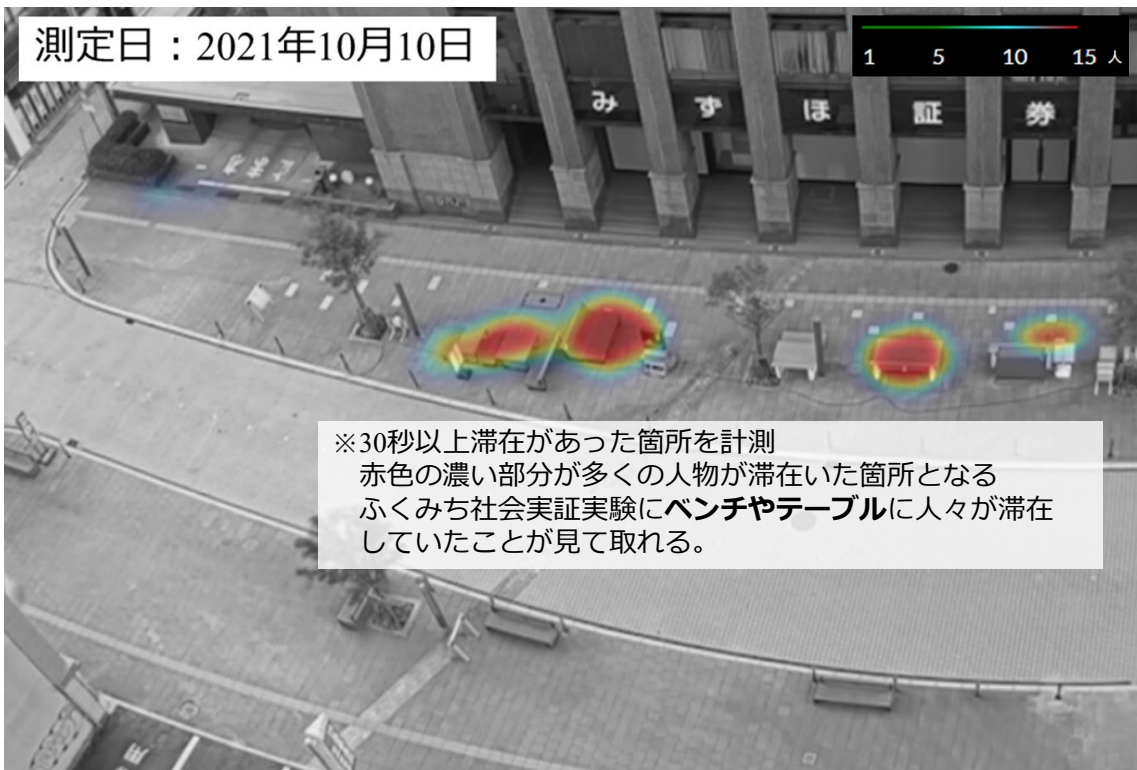 測定日：2021年10月10日
1 5 10 15 人
みずほ証券
※30秒以上滞在があった箇所を計測
赤色の濃い部分が多くの人物が滞在いた箇所となる
ふくみち社会実証実験にベンチやテーブルに人々が滞在
していたことが見て取れる。